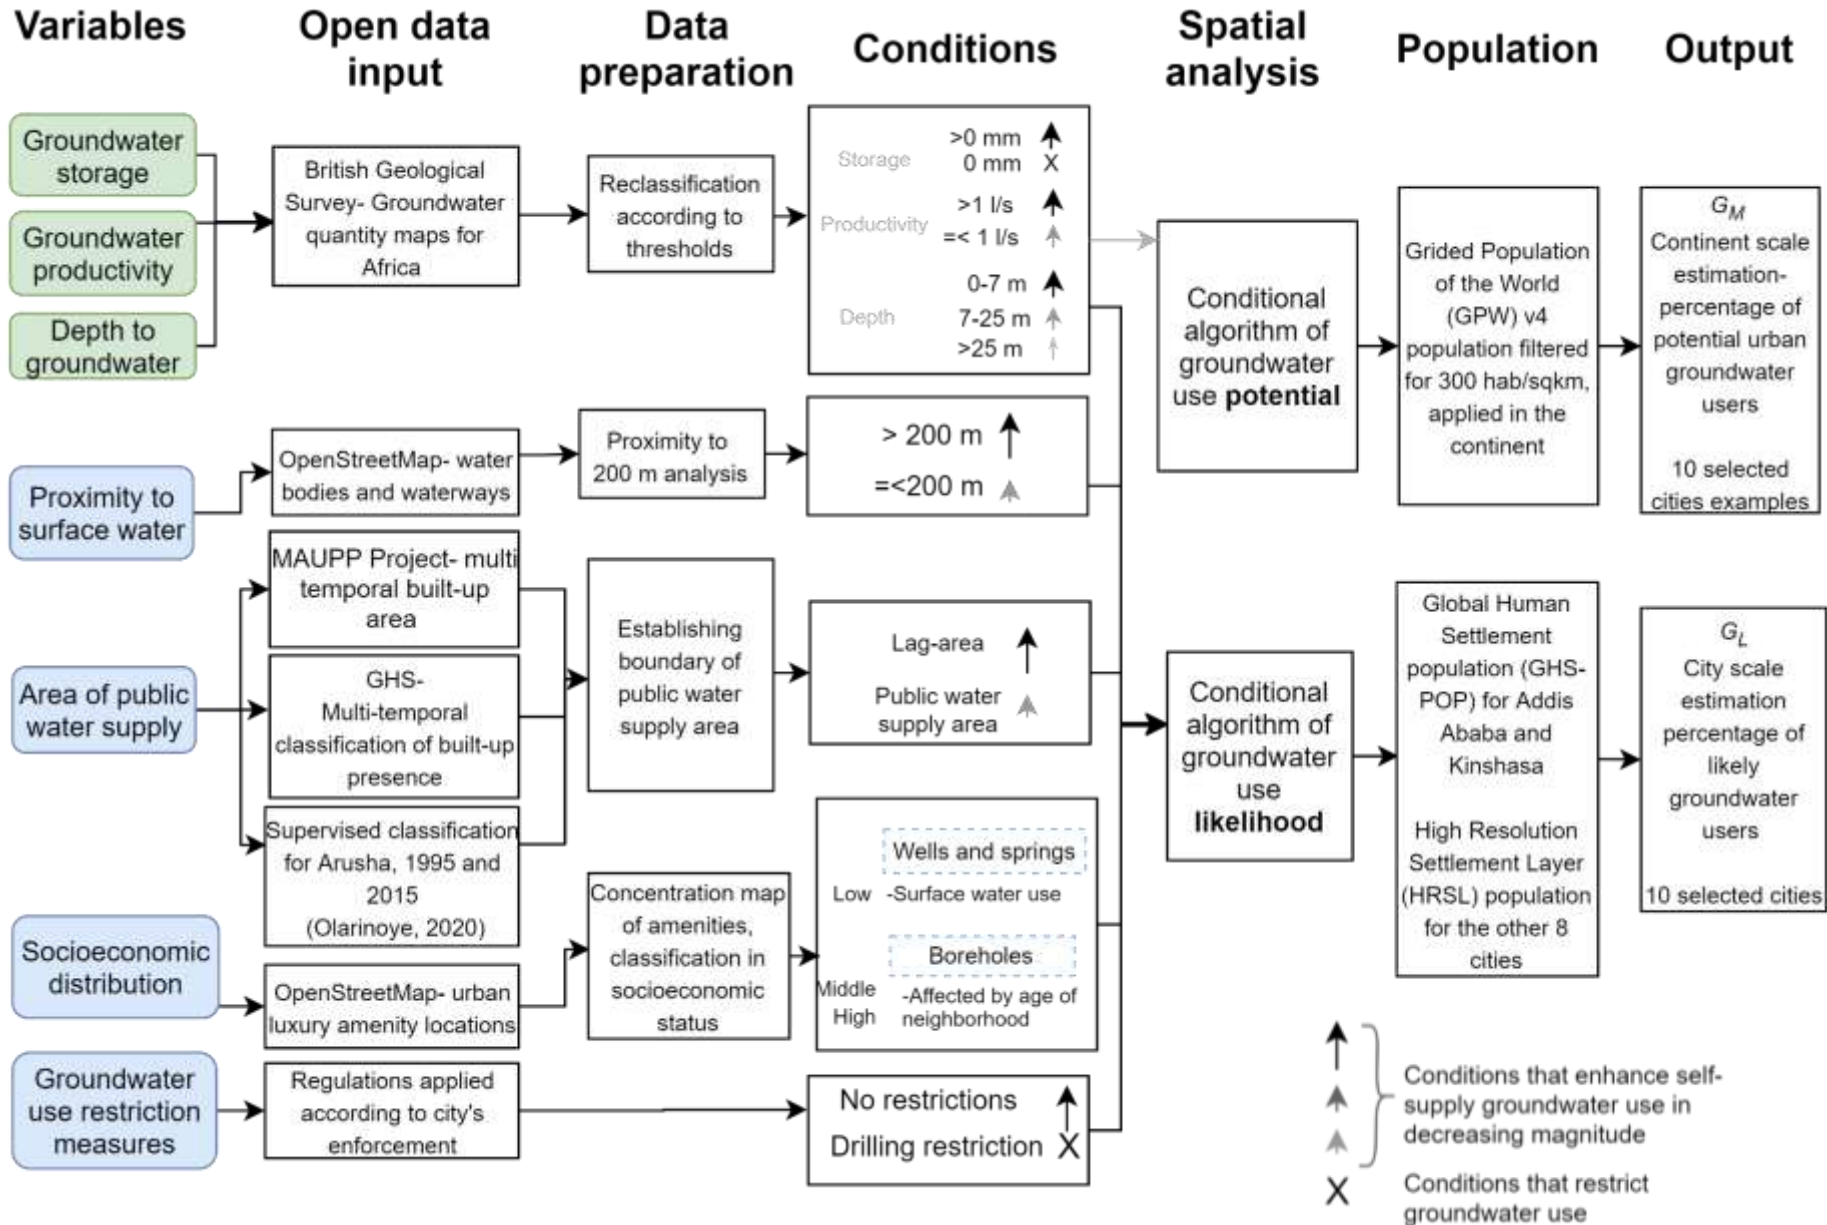 Variables
Open data
input
Data
preparation
Conditions
Spatial
analysis
Population
Output
Groundwater
storage
Groundwater
productivity
Depth to
groundwater
British Geological
Survey- Groundwater
quantity maps for
Africa
Reclassification
according to
thresholds
Storage
>0 mm
0 mm X
Productivity
>1 l/s
=< 1 l/s
Depth
0-7 m
7-25 m
>25 m
Conditional
algorithm of
groundwater
use potential
Grided Population
of the World
(GPW) v4
population filtered
for 300 hab/sqkm,
applied in the
continent
G_M
Continent scale
estimation-
percentage of
potential urban
groundwater
users
10 selected
cities examples
Proximity to
surface water
OpenStreetMap- water
bodies and waterways
Proximity to
200 m analysis
> 200 m
=<200 m
Area of public
water supply
MAUPP Project- multi
temporal built-up
area
GHS-
Multi-temporal
classification of built-up
presence
Supervised classification
for Arusha, 1995 and
2015
(Olarinoye, 2020)
Establishing
boundary of
public water
supply area
Lag-area
Public water
supply area
Conditional
algorithm of
groundwater
use
likelihood
Global Human
Settlement
population (GHS-
POP) for Addis
Ababa and
Kinshasa
High Resolution
Settlement Layer
(HRSL) population
for the other 8
cities
G_L
City scale
estimation
percentage of
likely
groundwater
users
10 selected cities
Socioeconomic
distribution
OpenStreetMap- urban
luxury amenity locations
Concentration map
of amenities,
classification in
socioeconomic
status
Wells and springs
Low -Surface water use
Boreholes
Middle
High
-Affected by age of
neighborhood
Groundwater
use restriction
measures
Regulations applied
according to city's
enforcement
No restrictions
Drilling restriction X
Conditions that enhance self-
supply groundwater use in
decreasing magnitude
X Conditions that restrict
groundwater use